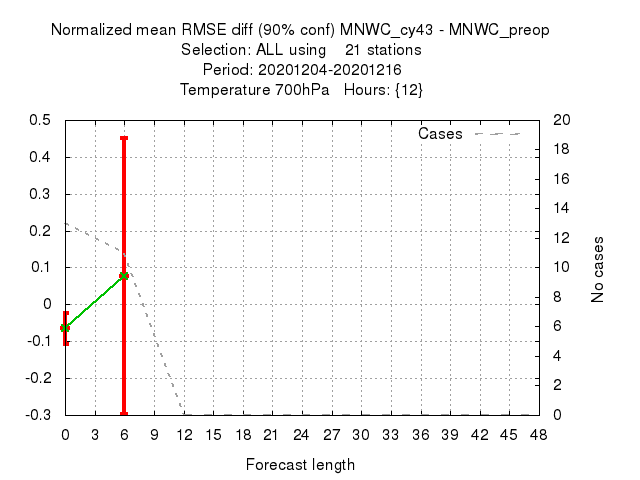 Normalized mean RMSE diff (90% conf) MNWC_cy43 - MNWC_preop
Selection: ALL using 21 stations
Period: 20201204-20201216
Temperature 700hPa Hours: {12}
Cases
0.5
0.4
0.3
0.2
0.1
0
-0.1
-0.2
-0.3
20
18
16
14
12
10
8
6
4
2
0
No cases
0 3 6 9 12 15 18 21 24 27 30 33 36 39 42 45 48
Forecast length